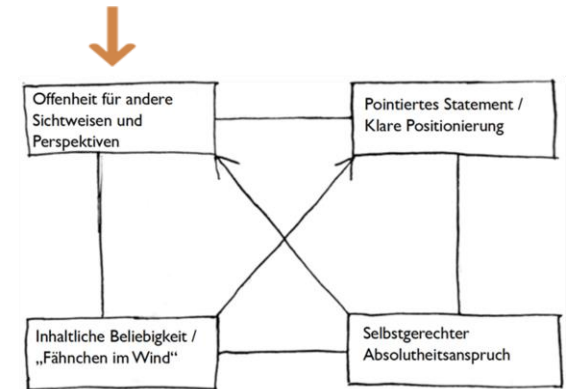 Offenheit für andere
Sichtweisen und
Perspektiven
Pointiertes Statement /
Klare Positionierung
Inhaltliche Beliebigkeit /
„Fähnchen im Wind“
Selbstgerechter
Absolutheitsanspruch